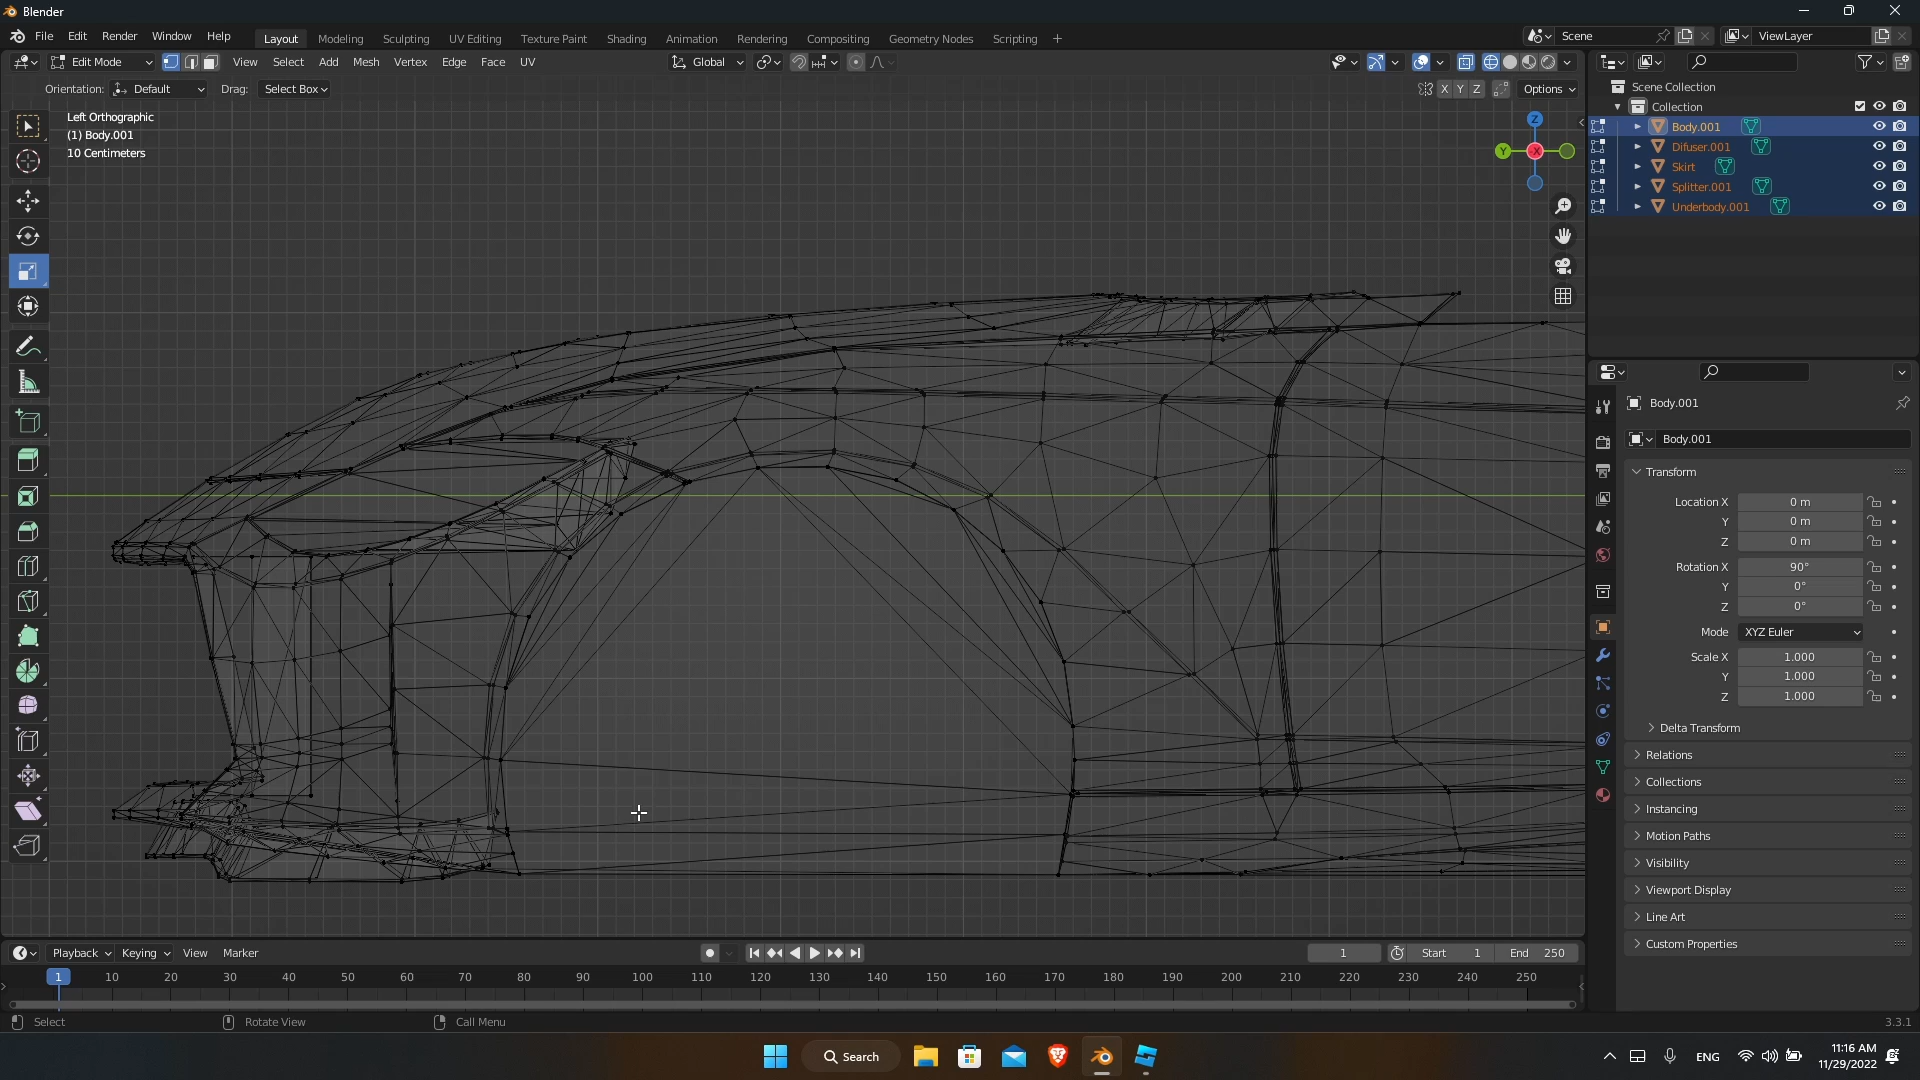 Blender
File Edit Render Window Help
Layout Modeling Sculpting UV Editing Texture Paint Shading Animation Rendering Compositing Geometry Nodes Scripting +
Scene
ViewLayer
Edit Mode
View Select Add Mesh Vertex Edge Face UV
Global
Orientation: Default Drag: Select Box
X Y Z Options
Left Orthographic
(1) Body.001
10 Centimeters
Z
Y
X
Scene Collection
Collection
Body.001
Difuser.001
Skirt
Splitter.001
Underbody.001
Body.001
Body.001
Transform
Location X 0 m
Y 0 m
Z 0 m
Rotation X 90°
Y 0°
Z 0°
Mode XYZ Euler
Scale X 1.000
Y 1.000
Z 1.000
Delta Transform
Relations
Collections
Instancing
Motion Paths
Visibility
Viewport Display
Line Art
Custom Properties
Playback Keying View Marker
1 Start 1 End 250
1 10 20 30 40 50 60 70 80 90 100 110 120 130 140 150 160 170 180 190 200 210 220 230 240 250
Select Rotate View Call Menu
3.3.1
Search
ENG
11:16 AM
11/29/2022